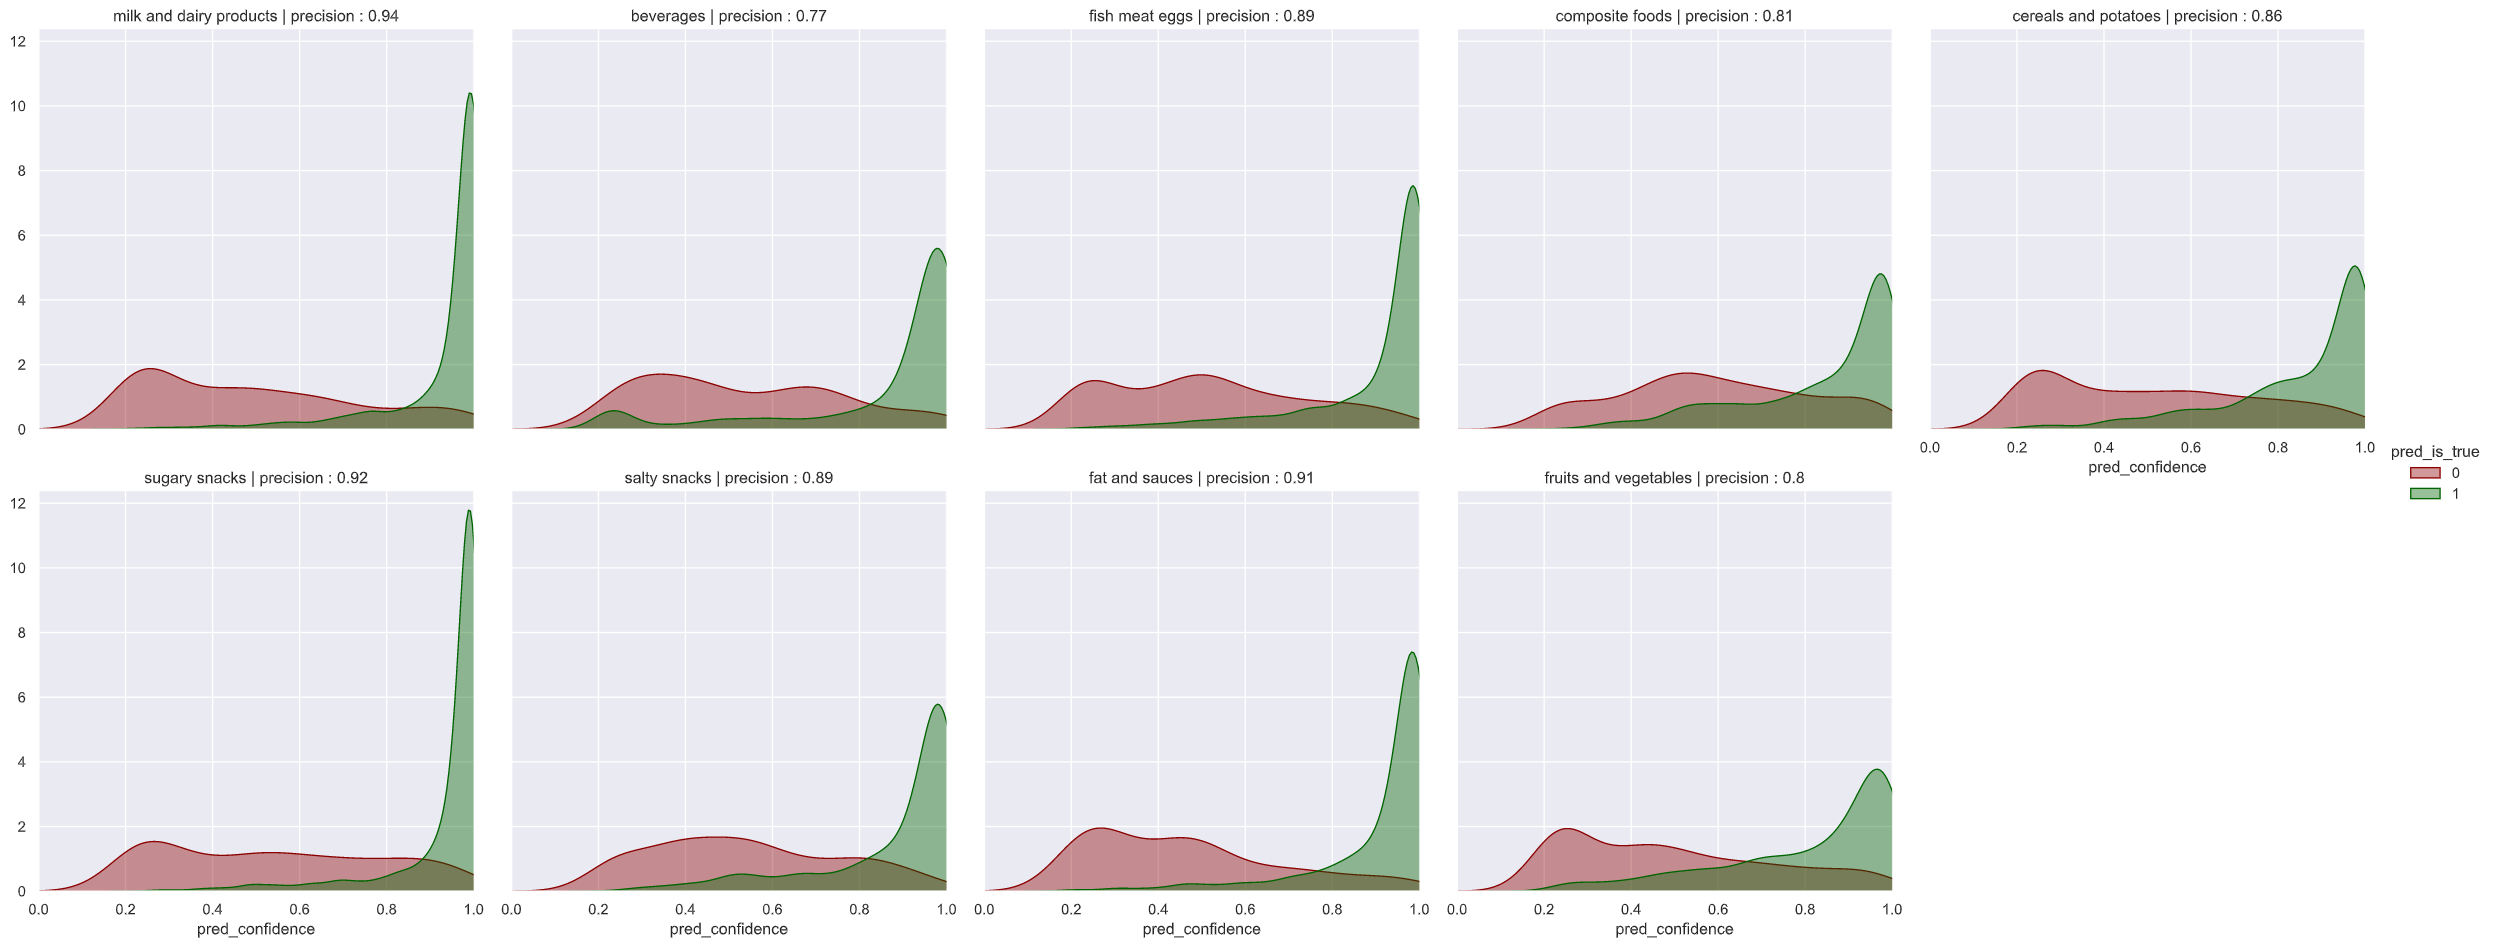 milk and dairy products | precision : 0.94
beverages | precision : 0.77
fish meat eggs | precision : 0.89
composite foods | precision : 0.81
cereals and potatoes | precision : 0.86
12
10
8
6
4
2
0
0.0 0.2 0.4 0.6 0.8 1.0
pred_confidence
pred_is_true
0
1
sugary snacks | precision : 0.92
salty snacks | precision : 0.89
fat and sauces | precision : 0.91
fruits and vegetables | precision : 0.8
12
10
8
6
4
2
0
0.0 0.2 0.4 0.6 0.8 1.0
pred_confidence
0.0 0.2 0.4 0.6 0.8 1.0
pred_confidence
0.0 0.2 0.4 0.6 0.8 1.0
pred_confidence
0.0 0.2 0.4 0.6 0.8 1.0
pred_confidence